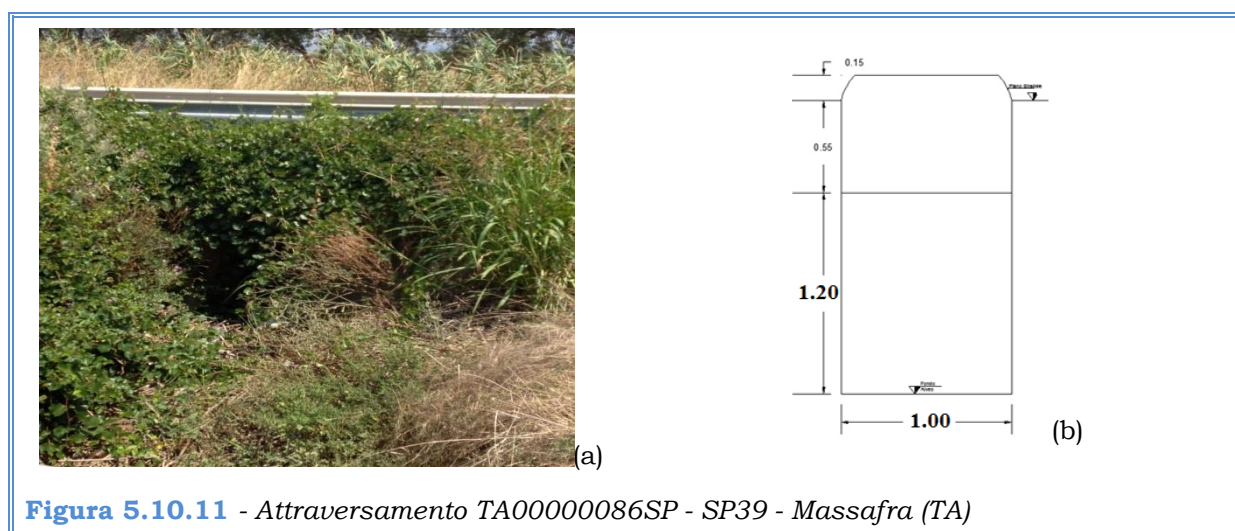 0.15
Piano Stradale
0.55
1.20
Fondo
Alveo
1.00
(a)
(b)
Figura 5.10.11 - Attraversamento TA00000086SP - SP39 - Massafra (TA)